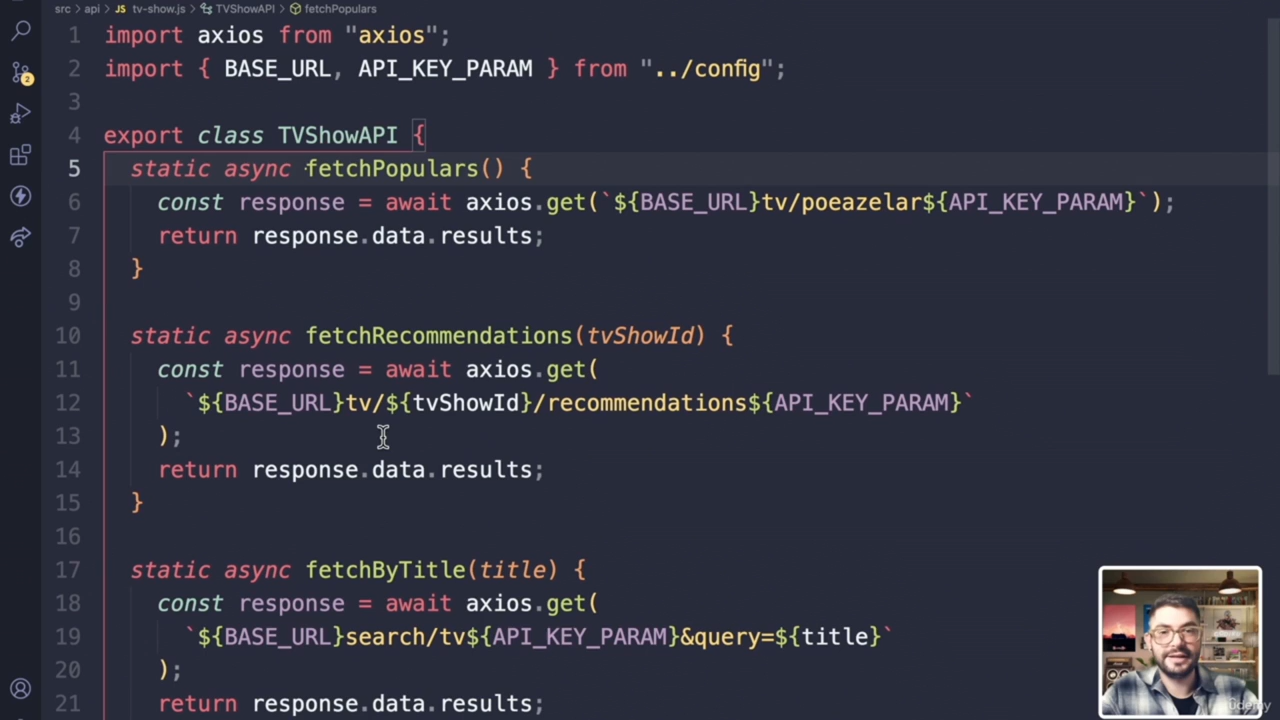 src > api > JS tv-show.js > TVShowAPI > fetchPopulars
1 import axios from "axios";
2 import { BASE_URL, API_KEY_PARAM } from "../config";
3
4 export class TVShowAPI {
5 static async fetchPopulars() {
6 const response = await axios.get(`${BASE_URL}tv/poeazelar${API_KEY_PARAM}`);
7 return response.data.results;
8 }
9
10 static async fetchRecommendations(tvShowId) {
11 const response = await axios.get(
12 `${BASE_URL}tv/${tvShowId}/recommendations${API_KEY_PARAM}`
13 );
14 return response.data.results;
15 }
16
17 static async fetchByTitle(title) {
18 const response = await axios.get(
19 `${BASE_URL}search/tv${API_KEY_PARAM}&query=${title}`
20 );
21 return response.data.results;
2
udemy